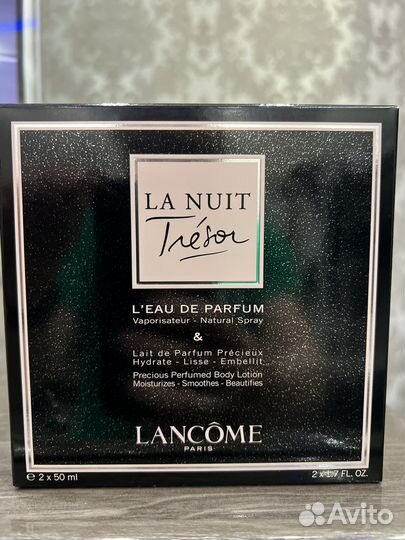 LA NUIT
Trésor
L'EAU DE PARFUM
Vaporisateur - Natural Spray
&
Lait de Parfum Précieux
Hydrate - Lisse - Embellit
Precious Perfumed Body Lotion
Moisturizes - Smoothes - Beautifies
LANCÔME
PARIS
e 2 x 50 ml
2 x 1.7 FL. OZ.
Avito